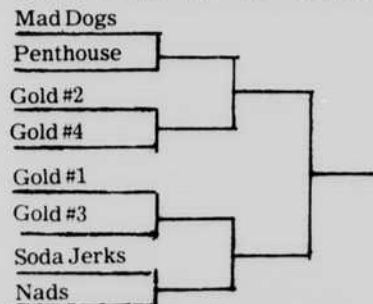 Mad Dogs
Penthouse
Gold #2
Gold #4
Gold #1
Gold #3
Soda Jerks
Nads